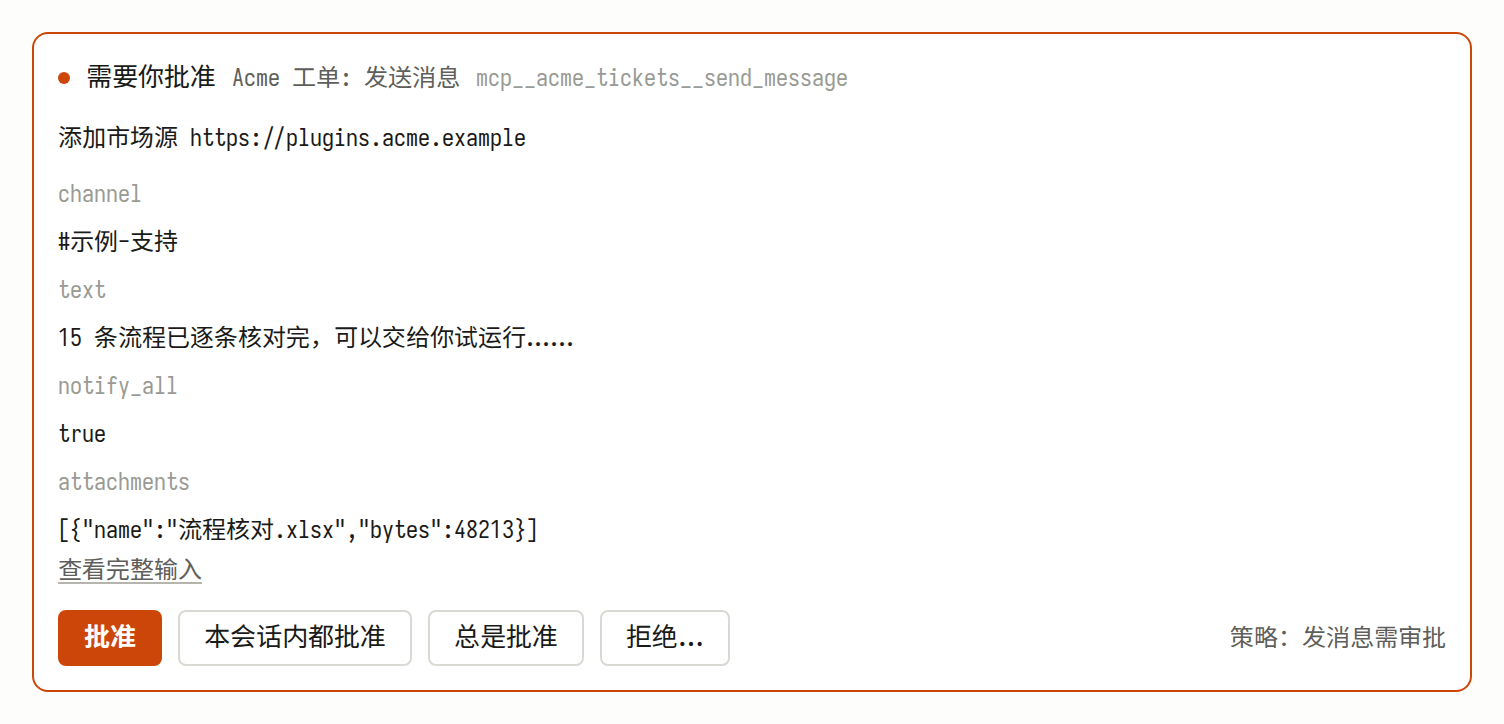 需要你批准 Acme 工单: 发送消息 mcp__acme_tickets__send_message
添加市场源 https://plugins.acme.example
channel
#示例-支持
text
15 条流程已逐条核对完，可以交给你试运行……
notify_all
true
attachments
[{"name":"流程核对.xlsx","bytes":48213}]
查看完整输入
批准 本会话内都批准 总是批准 拒绝… 策略：发消息需审批